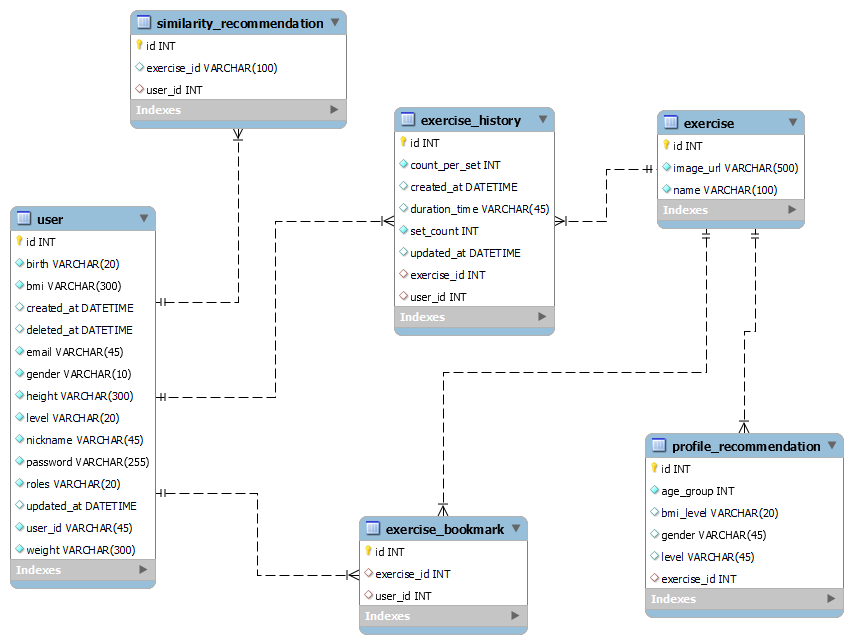 similarity_recommendation
id INT
exercise_id VARCHAR(100)
user_id INT
Indexes
exercise_history
id INT
count_per_set INT
created_at DATETIME
duration_time VARCHAR(45)
set_count INT
updated_at DATETIME
exercise_id INT
user_id INT
Indexes
exercise
id INT
image_url VARCHAR(500)
name VARCHAR(100)
Indexes
user
id INT
birth VARCHAR(20)
bmi VARCHAR(300)
created_at DATETIME
deleted_at DATETIME
email VARCHAR(45)
gender VARCHAR(10)
height VARCHAR(300)
level VARCHAR(20)
nickname VARCHAR(45)
password VARCHAR(255)
roles VARCHAR(20)
updated_at DATETIME
user_id VARCHAR(45)
weight VARCHAR(300)
Indexes
exercise_bookmark
id INT
exercise_id INT
user_id INT
Indexes
profile_recommendation
id INT
age_group INT
bmi_level VARCHAR(20)
gender VARCHAR(45)
level VARCHAR(45)
exercise_id INT
Indexes